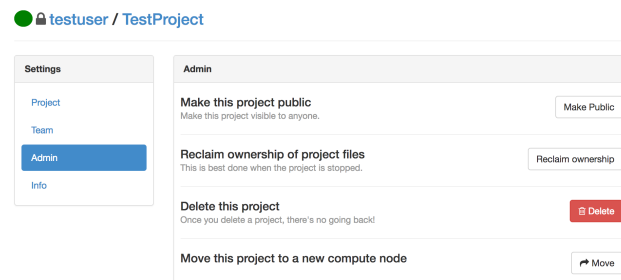 testuser / TestProject
Settings
Project
Team
Admin
Info
Admin
Make this project public
Make this project visible to anyone.
Make Public
Reclaim ownership of project files
This is best done when the project is stopped.
Reclaim ownership
Delete this project
Once you delete a project, there's no going back!
Delete
Move this project to a new compute node
Move